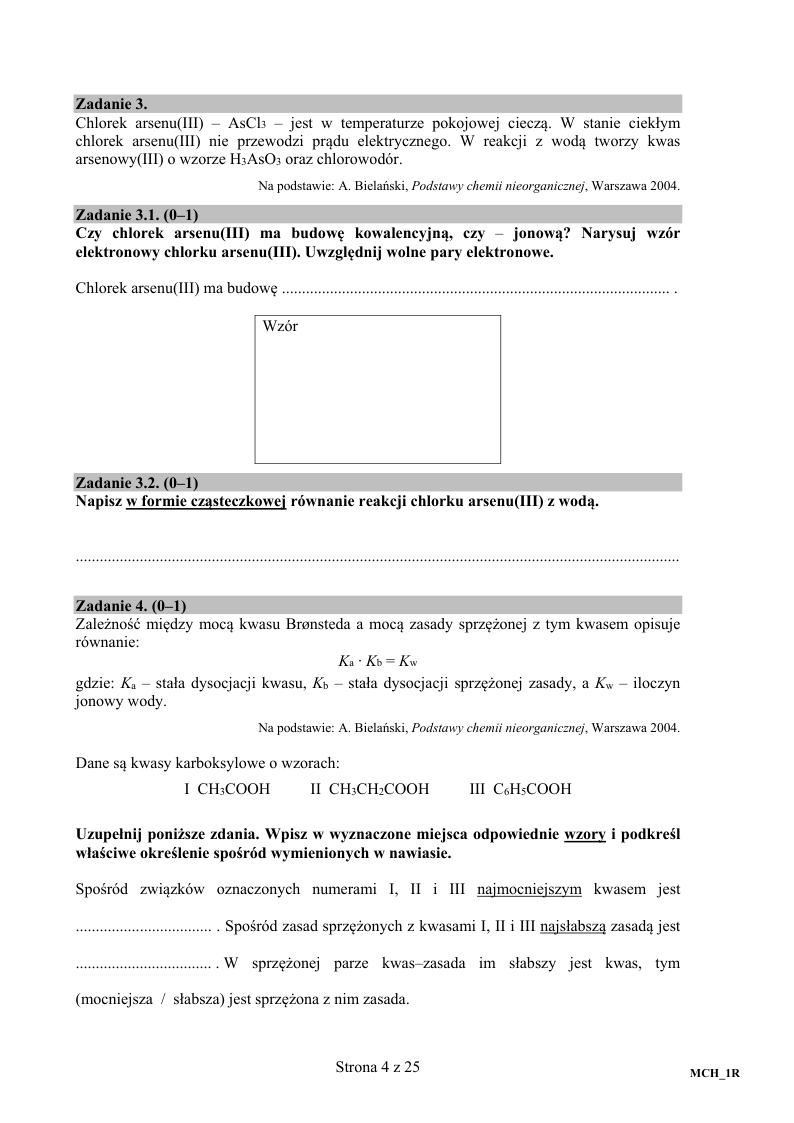 Zadanie 3.
Chlorek arsenu(III) – AsCl₃ – jest w temperaturze pokojowej cieczą. W stanie ciekłym
chlorek arsenu(III) nie przewodzi prądu elektrycznego. W reakcji z wodą tworzy kwas
arsenowy(III) o wzorze H₃AsO₃ oraz chlorowodór.
Na podstawie: A. Bielański, Podstawy chemii nieorganicznej, Warszawa 2004.
Zadanie 3.1. (0–1)
Czy chlorek arsenu(III) ma budowę kowalencyjną, czy – jonową? Narysuj wzór
elektronowy chlorku arsenu(III). Uwzględnij wolne pary elektronowe.
Chlorek arsenu(III) ma budowę ................................................................................................. .
Wzór
Zadanie 3.2. (0–1)
Napisz w formie cząsteczkowej równanie reakcji chlorku arsenu(III) z wodą.
.......................................................................................................................................................
Zadanie 4. (0–1)
Zależność między mocą kwasu Brønsteda a mocą zasady sprzężonej z tym kwasem opisuje
równanie:
Kₐ · K_b = K_w
gdzie: Kₐ – stała dysocjacji kwasu, K_b – stała dysocjacji sprzężonej zasady, a K_w – iloczyn
jonowy wody.
Na podstawie: A. Bielański, Podstawy chemii nieorganicznej, Warszawa 2004.
Dane są kwasy karboksylowe o wzorach:
I CH₃COOH II CH₃CH₂COOH III C₆H₅COOH
Uzupełnij poniższe zdania. Wpisz w wyznaczone miejsca odpowiednie wzory i podkreśl
właściwe określenie spośród wymienionych w nawiasie.
Spośród związków oznaczonych numerami I, II i III najmocniejszym kwasem jest
.................................. . Spośród zasad sprzężonych z kwasami I, II i III najsłabszą zasadą jest
.................................. . W sprzężonej parze kwas–zasada im słabszy jest kwas, tym
(mocniejsza / słabsza) jest sprzężona z nim zasada.
Strona 4 z 25
MCH_1R